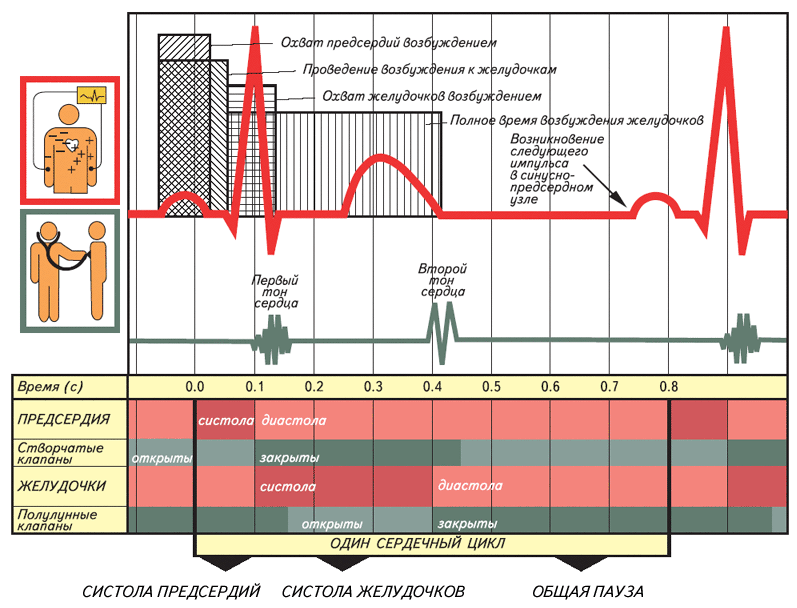 Охват предсердий возбуждением
Проведение возбуждения к желудочкам
Охват желудочков возбуждением
Полное время возбуждения желудочков
Возникновение
следующего
импульса
в синусно-
предсердном
узле
Первый
тон
сердца
Второй
тон
сердца
Время (с) 0.0 0.1 0.2 0.3 0.4 0.5 0.6 0.7 0.8
ПРЕДСЕРДИЯ систола диастола
Створчатые
клапаны открыты закрыты
ЖЕЛУДОЧКИ систола диастола
Полулунные
клапаны открыты закрыты
ОДИН СЕРДЕЧНЫЙ ЦИКЛ
СИСТОЛА ПРЕДСЕРДИЙ СИСТОЛА ЖЕЛУДОЧКОВ ОБЩАЯ ПАУЗА